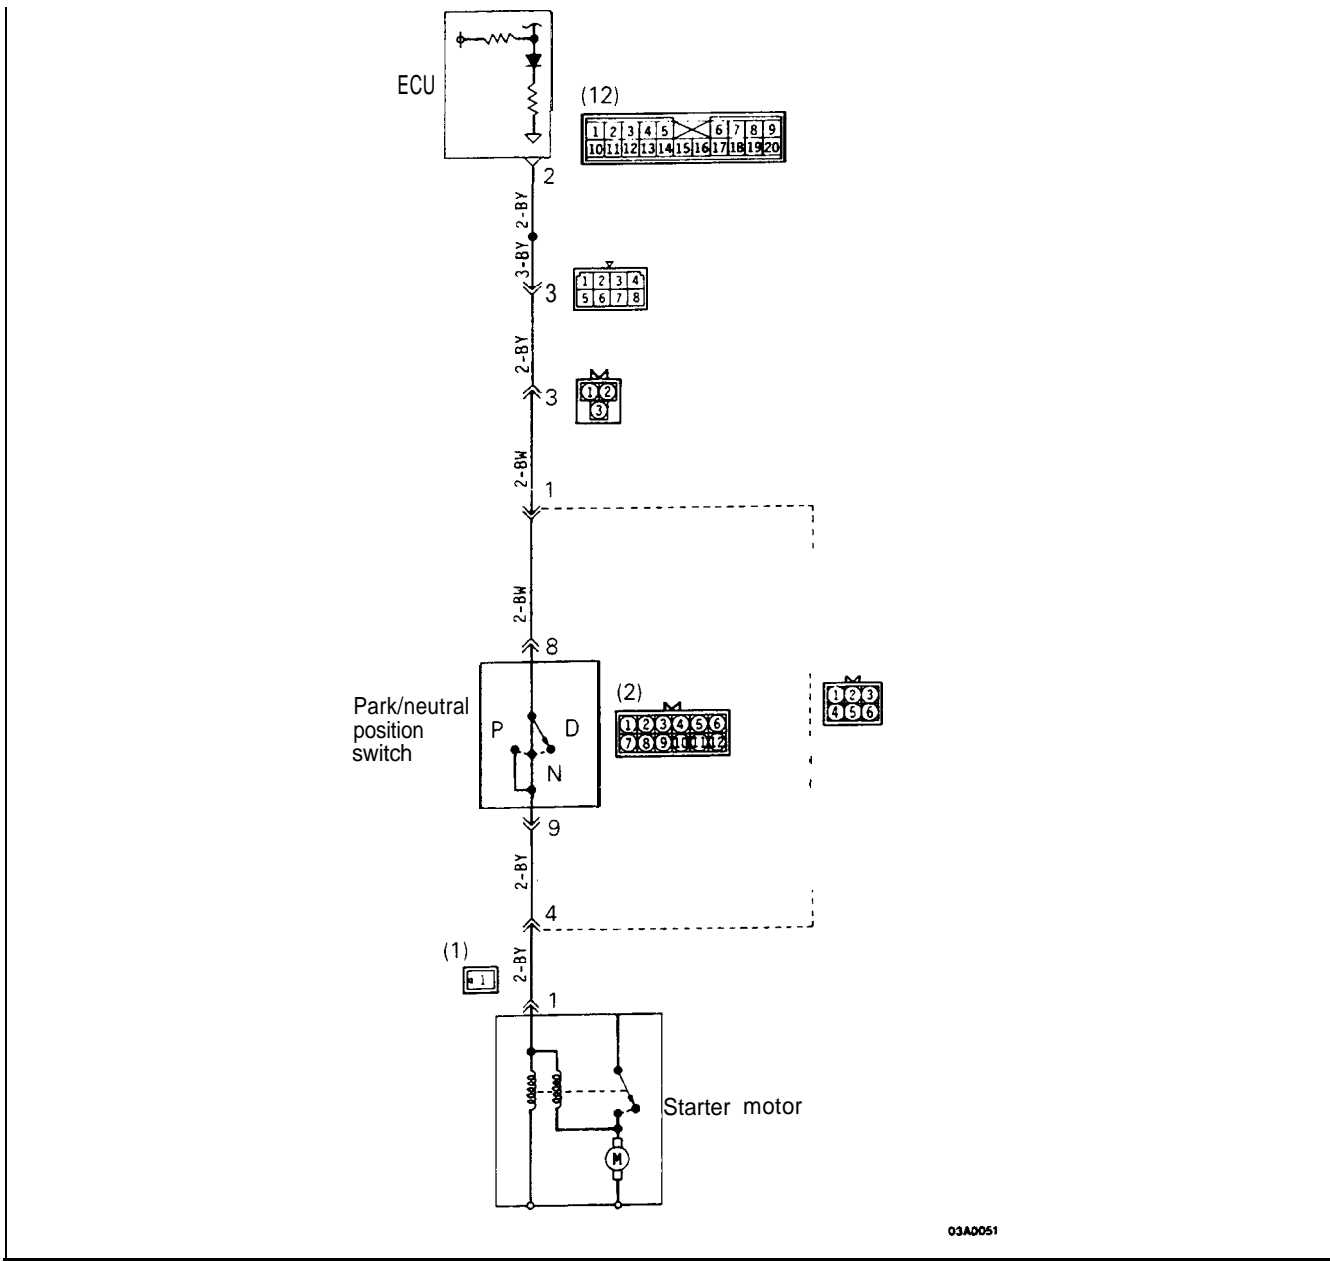 ECU
(12)
1 2 3 4 5 6 7 8 9
10 11 12 13 14 15 16 17 18 19 20
2
2-BY
3-BY
3
1 2 3 4
5 6 7 8
2-BY
3
1 2
3
2-BW
1
2-BW
8
Park/neutral
position
switch
P
D
N
(2)
1 2 3 4 5 6
7 8 9 10 11 12
1 2 3
4 5 6
9
2-BY
4
(1)
1
2-BY
1
Starter motor
M
03A0051